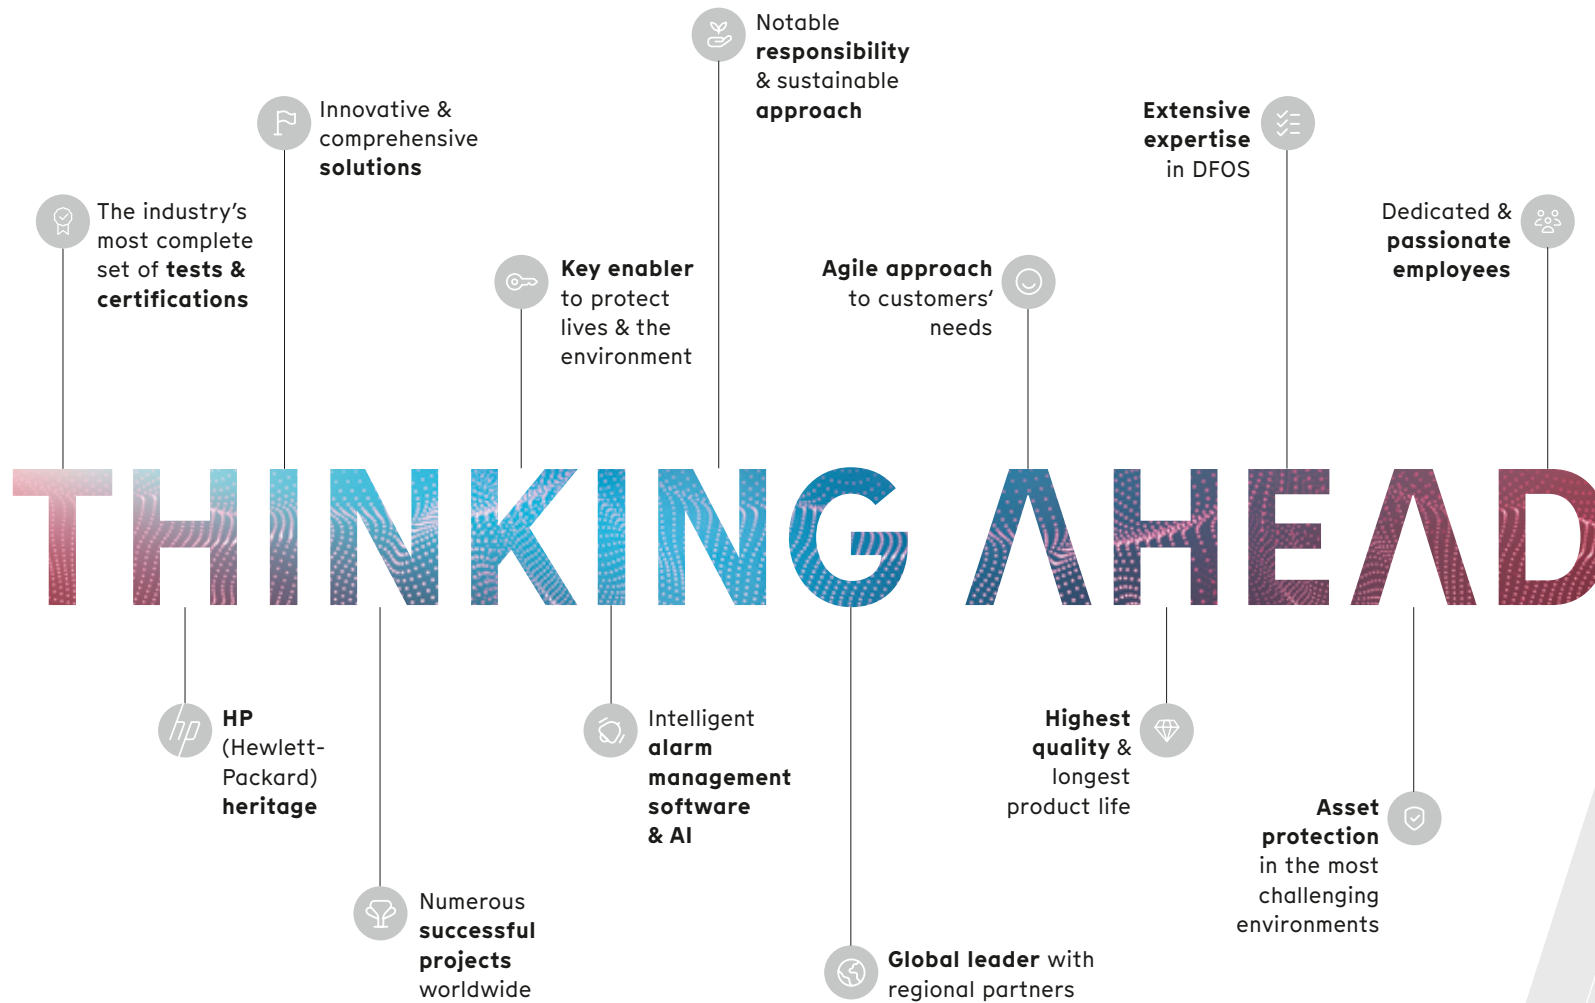 Notable
responsibility
& sustainable
approach
Innovative &
comprehensive
solutions
Extensive
expertise
in DFOS
The industry's
most complete
set of tests &
certifications
Dedicated &
passionate
employees
Key enabler
to protect
lives & the
environment
Agile approach
to customers‘
needs
THINKING AHEAD
hp
HP
(Hewlett-
Packard)
heritage
Intelligent
alarm
management
software
& AI
Highest
quality &
longest
product life
Asset
protection
in the most
challenging
environments
Numerous
successful
projects
worldwide
Global leader with
regional partners